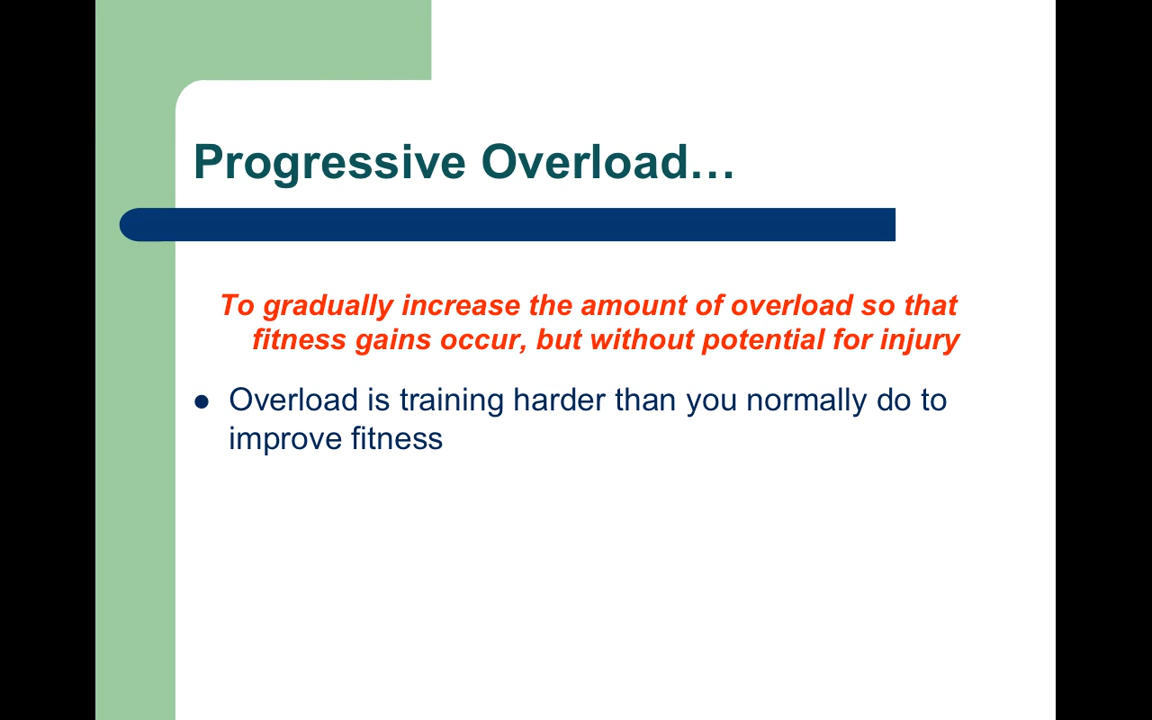 Progressive Overload…
To gradually increase the amount of overload so that
fitness gains occur, but without potential for injury
● Overload is training harder than you normally do to
improve fitness